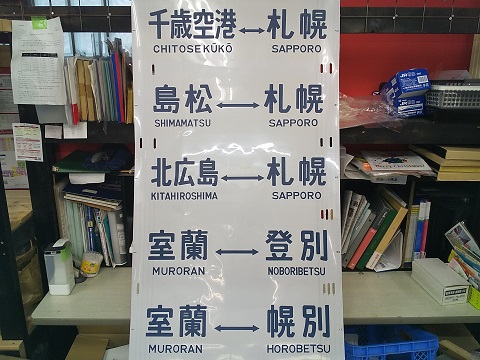 千歳空港↔札幌
CHITOSEKŪKŌ SAPPORO
島松↔札幌
SHIMAMATSU SAPPORO
北広島↔札幌
KITAHIROSHIMA SAPPORO
室蘭↔登別
MURORAN NOBORIBETSU
室蘭↔幌別
MURORAN HOROBETSU